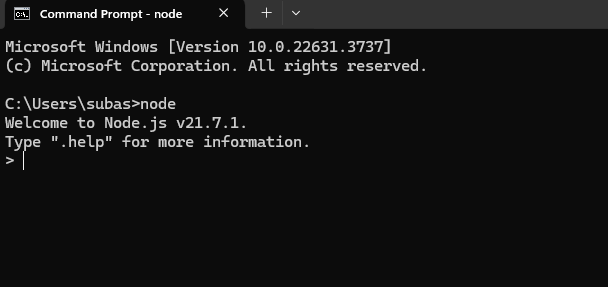 Command Prompt - node
Microsoft Windows [Version 10.0.22631.3737]
(c) Microsoft Corporation. All rights reserved.
C:\Users\subas>node
Welcome to Node.js v21.7.1.
Type ".help" for more information.
>